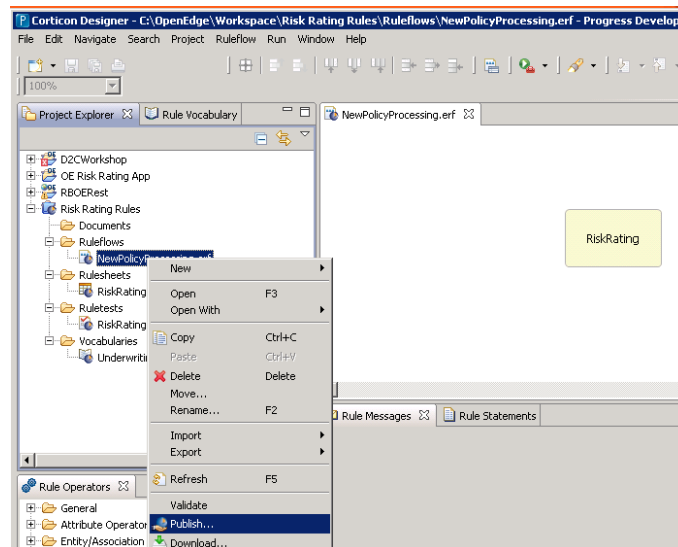 Corticon Designer - C:\OpenEdge\Workspace\Risk Rating Rules\Ruleflows\NewPolicyProcessing.erf - Progress Develop
File Edit Navigate Search Project Ruleflow Run Window Help
100%
Project Explorer Rule Vocabulary
NewPolicyProcessing.erf
D2CWorkshop
OE Risk Rating App
RBOERest
Risk Rating Rules
Documents
Ruleflows
NewPolicyProcessing.erf
Rulesheets
RiskRating
Ruletests
RiskRating
Vocabularies
Underwriti
RiskRating
New
Open F3
Open With
Copy Ctrl+C
Paste Ctrl+V
Delete Delete
Move...
Rename... F2
Import
Export
Refresh F5
Validate
Publish...
Download...
Rule Messages Rule Statements
Rule Operators
General
Attribute Operator
Entity/Association